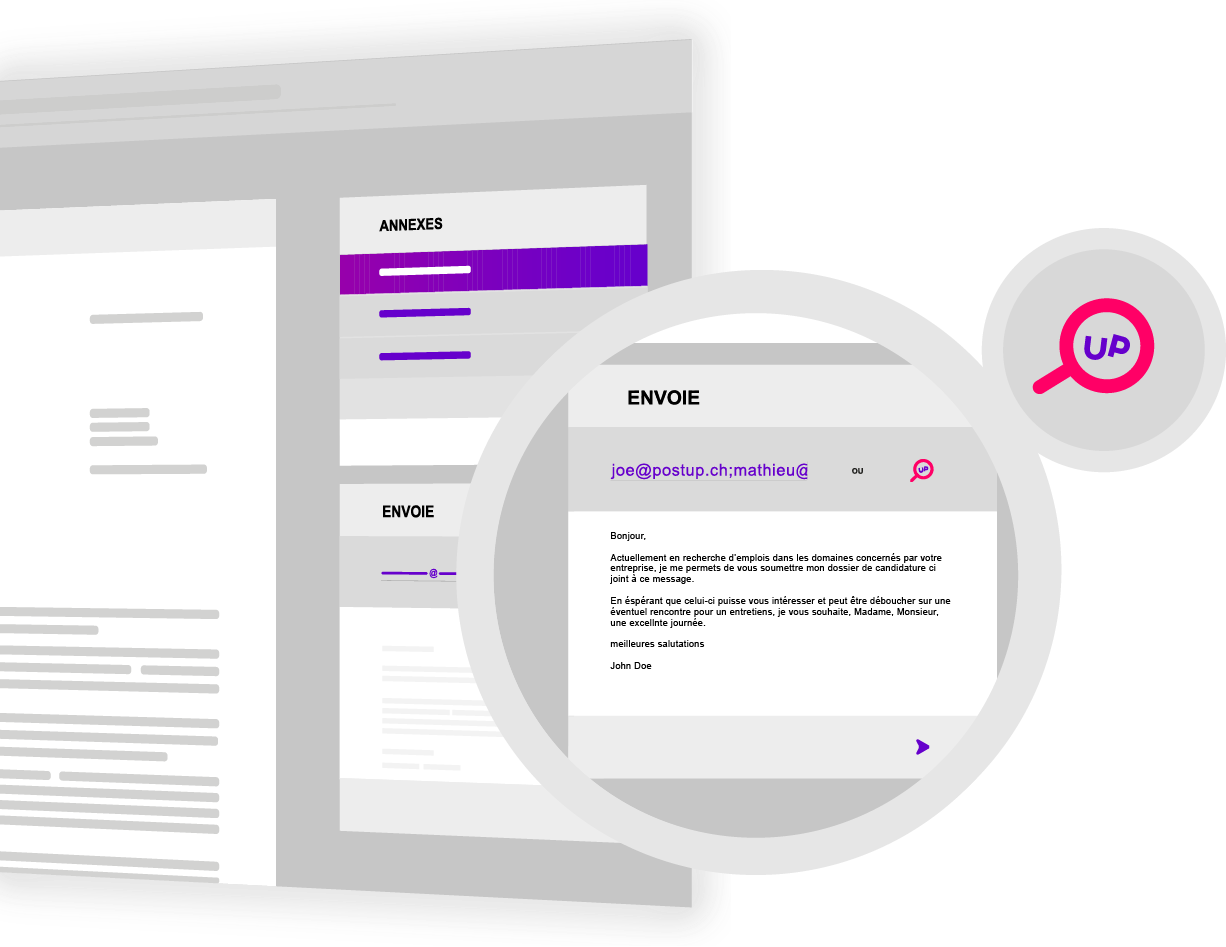 ANNEXES
ENVOIE
@
ENVOIE
joe@postup.ch;mathieu@
ou
UP
Bonjour,
Actuellement en recherche d'emplois dans les domaines concernés par votre
entreprise, je me permets de vous soumettre mon dossier de candidature ci
joint à ce message.
En éspérant que celui-ci puisse vous intéresser et peut être déboucher sur une
éventuel rencontre pour un entretiens, je vous souhaite, Madame, Monsieur,
une excellnte journée.
meilleures salutations
John Doe
UP